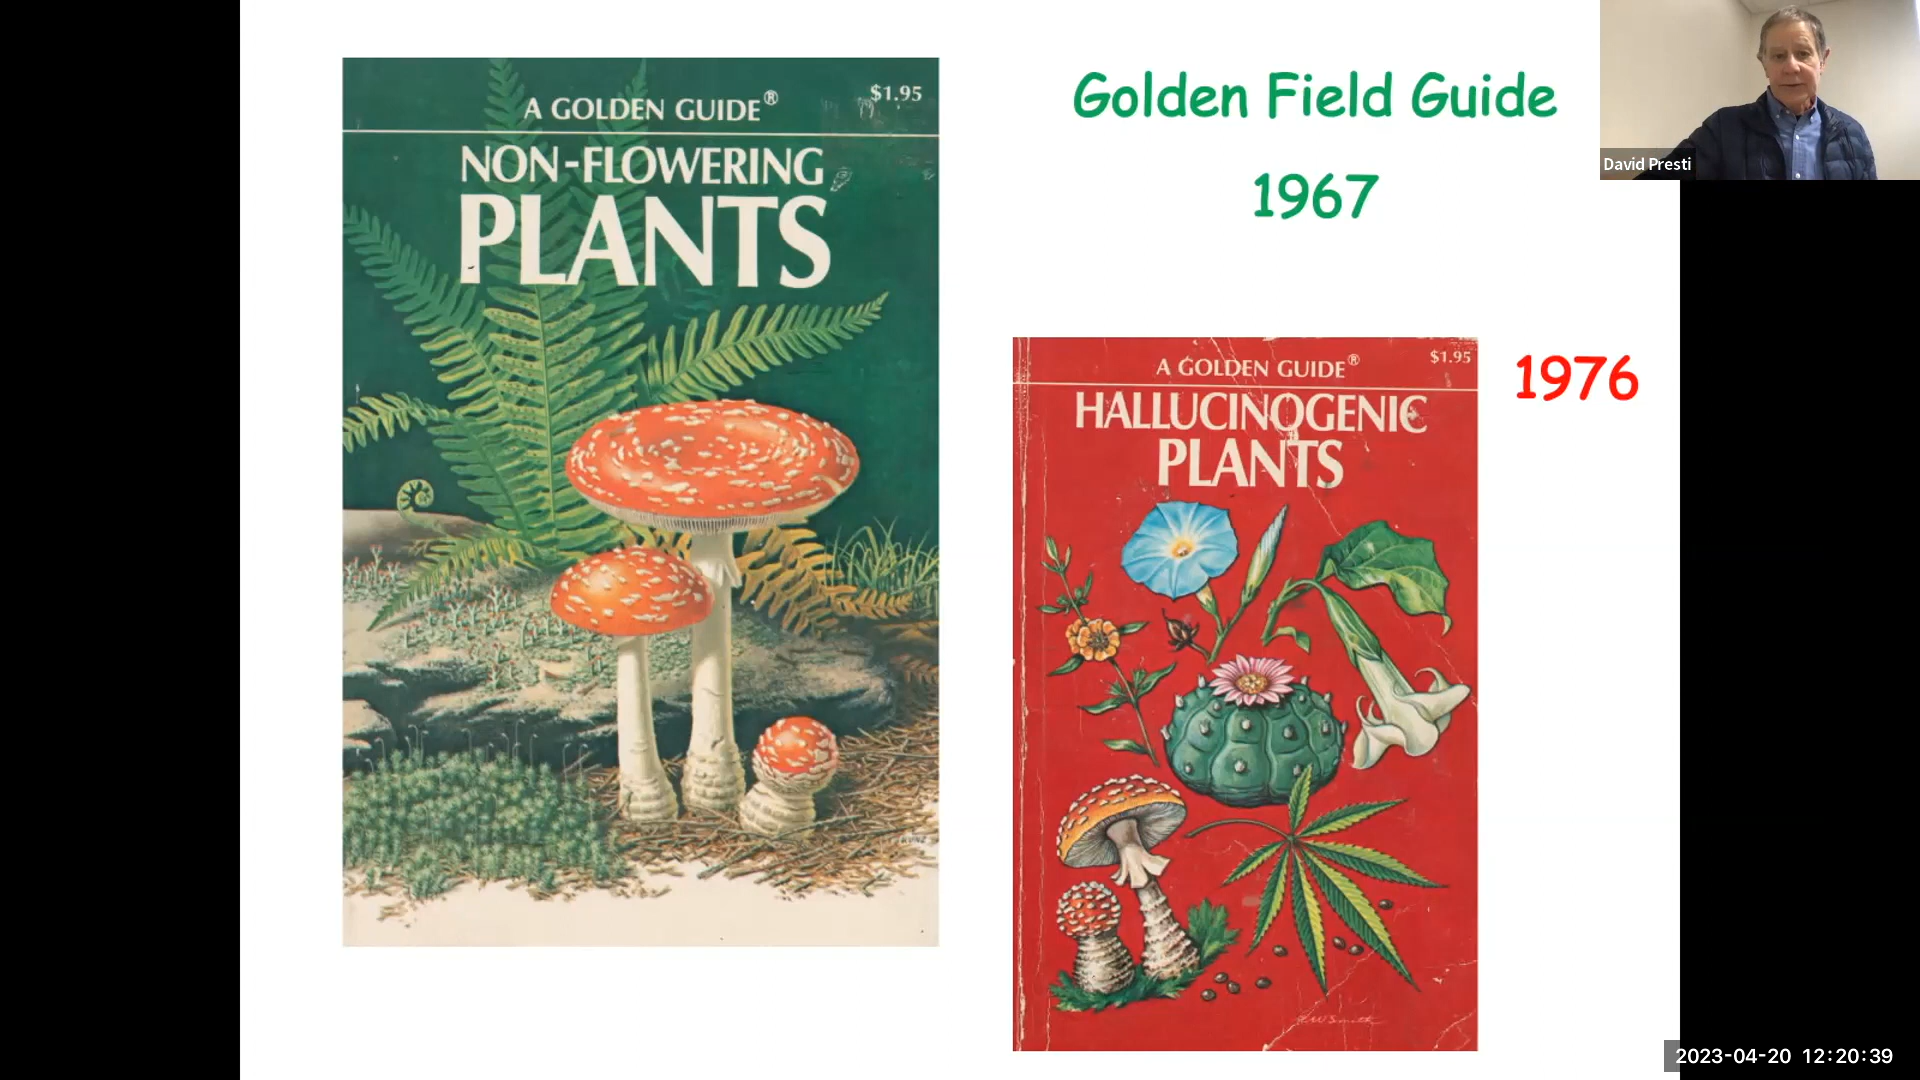 A GOLDEN GUIDE®
$1.95
NON-FLOWERING
PLANTS
Golden Field Guide
1967
David Presti
A GOLDEN GUIDE®
$1.95
HALLUCINOGENIC
PLANTS
1976
2023-04-20 12:20:39